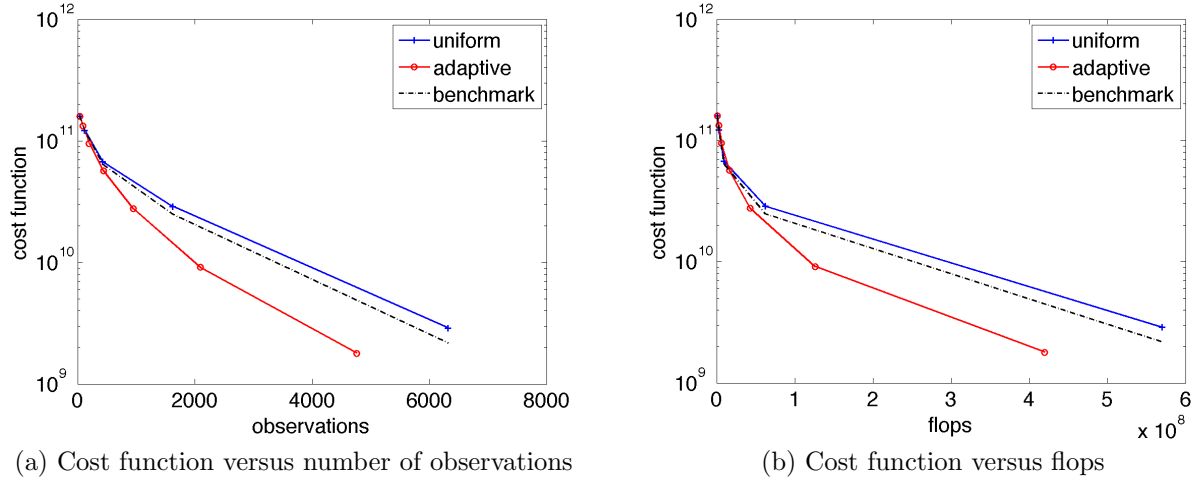 10^12
10^11
10^10
10^9
cost function
0 2000 4000 6000 8000
observations
uniform
adaptive
benchmark
(a) Cost function versus number of observations
10^12
10^11
10^10
10^9
cost function
0 1 2 3 4 5 6
x 10^8
flops
uniform
adaptive
benchmark
(b) Cost function versus flops